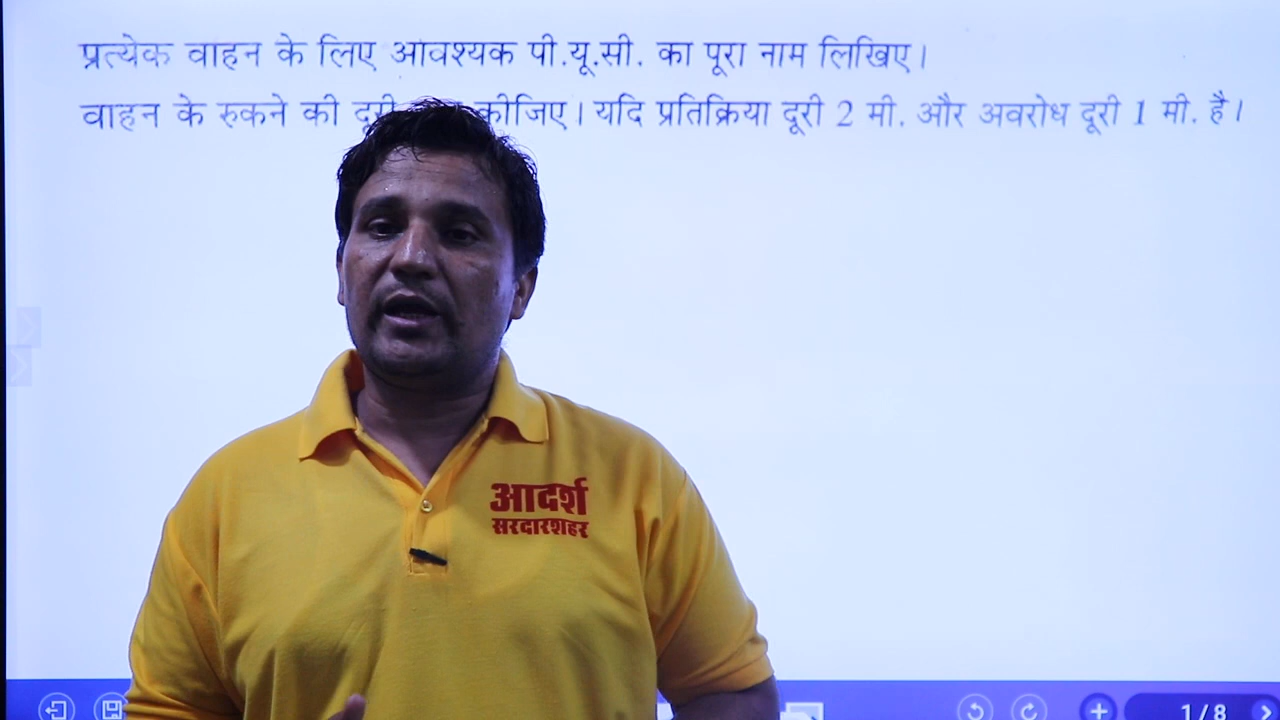 प्रत्येक वाहन के लिए आवश्यक पी.यू.सी. का पूरा नाम लिखिए।
वाहन के रुकने की दूरी कीजिए। यदि प्रतिक्रिया दूरी 2 मी. और अवरोध दूरी 1 मी. है।
आदर्श
सरदारशहर
1/8